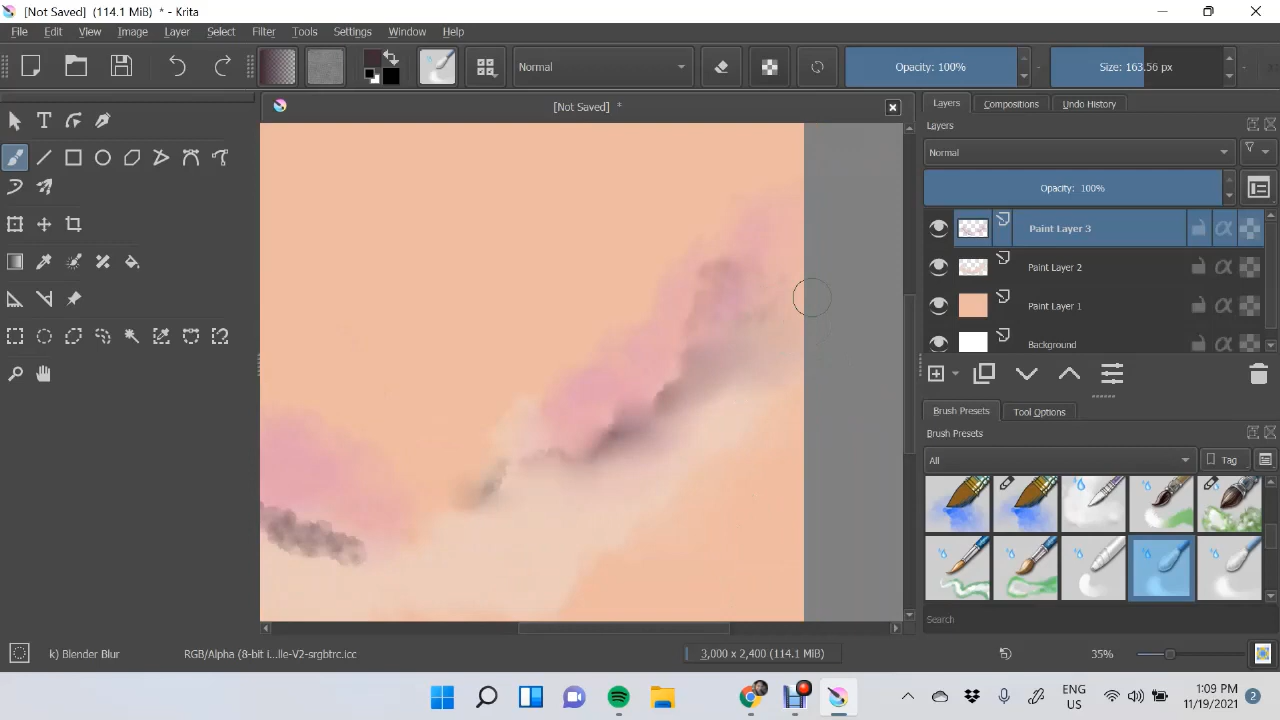 [Not Saved]  (114.1 MiB)  * - Krita
File Edit View Image Layer Select Filter Tools Settings Window Help
Normal
Opacity: 100%
Size: 163.56 px
[Not Saved]  *
Layers
Compositions
Undo History
Layers
Normal
Opacity:  100%
Paint Layer 3
Paint Layer 2
Paint Layer 1
Background
Brush Presets
Tool Options
Brush Presets
All
Tag
Search
k) Blender Blur
RGB/Alpha (8-bit i...lle-V2-srgbtrc.icc
3,000 x 2,400 (114.1 MiB)
35%
ENG
US
1:09 PM
11/19/2021
2